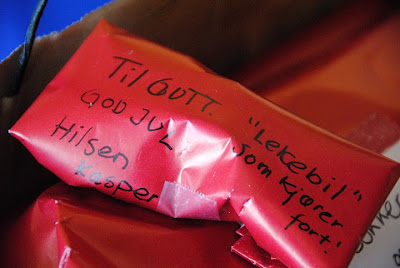 Til GUTT.
GOD JUL
Hilsen
Kasper
"Lekebil"
som kjører
fort!